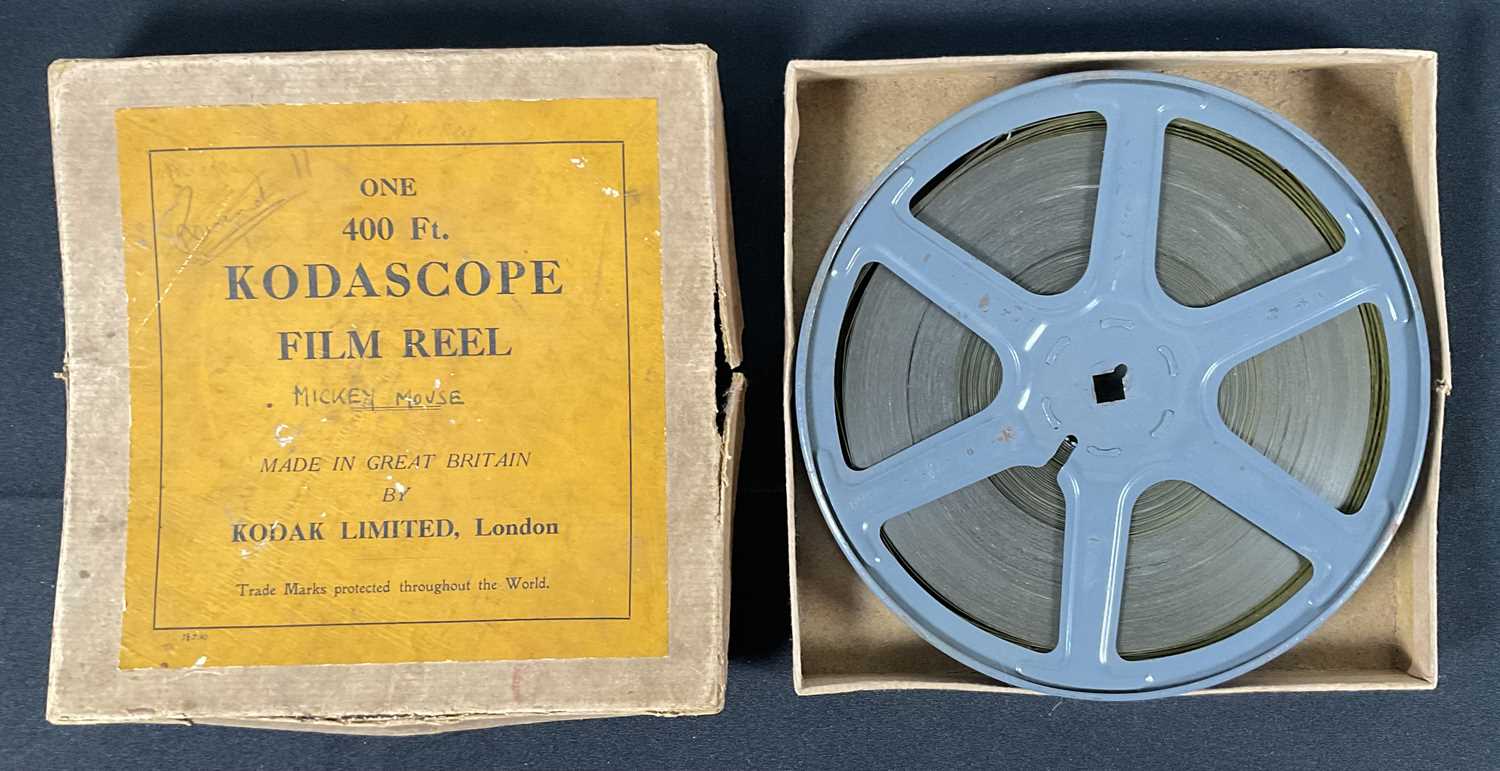 ONE
400 Ft.
KODASCOPE
FILM REEL
MICKEY MOUSE
MADE IN GREAT BRITAIN
BY
KODAK LIMITED, London
Trade Marks protected throughout the World.